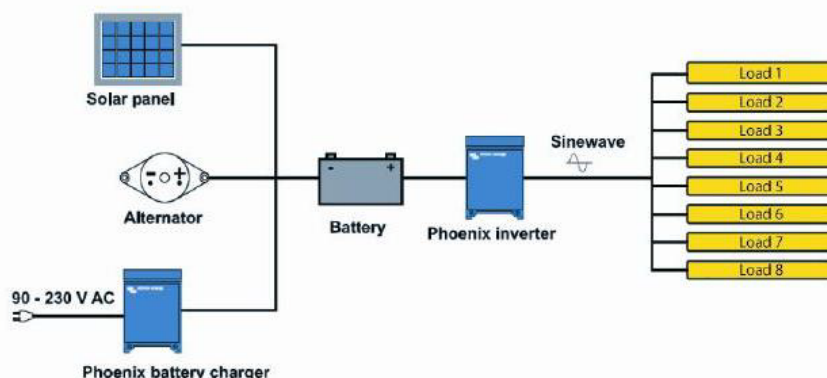 Solar panel
Alternator
90 - 230 V AC
Phoenix battery charger
- +
Battery
Phoenix inverter
Sinewave
Load 1
Load 2
Load 3
Load 4
Load 5
Load 6
Load 7
Load 8